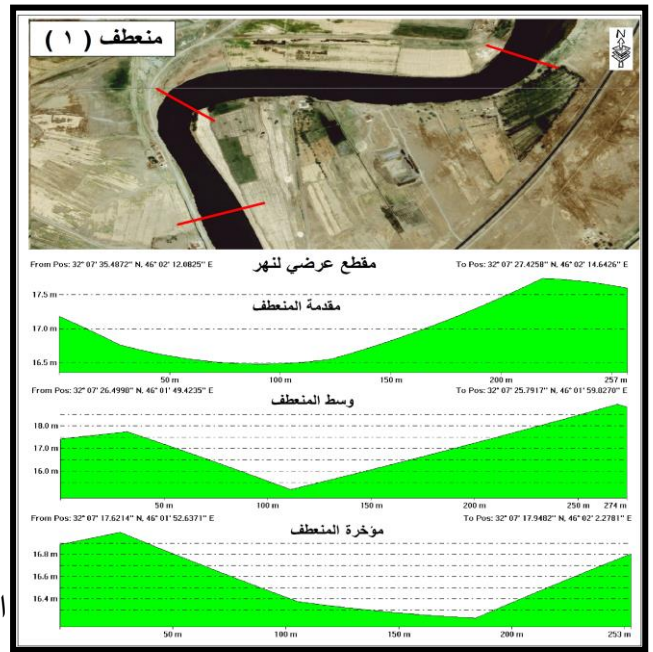 منعطف ( ١ )
N
مقطع عرضي لنهر
From Pos: 32° 07' 35.4872" N, 46° 02' 12.0825" E
To Pos: 32° 07' 27.4258" N, 46° 02' 14.6426" E
مقدمة المنعطف
17.5 m
17.0 m
16.5 m
50 m 100 m 150 m 200 m 257 m
From Pos: 32° 07' 26.4998" N, 46° 01' 49.4235" E
To Pos: 32° 07' 25.7917" N, 46° 01' 59.8270" E
وسط المنعطف
18.0 m
17.0 m
16.0 m
50 m 100 m 150 m 200 m 250 m 274 m
From Pos: 32° 07' 17.6214" N, 46° 01' 52.6371" E
To Pos: 32° 07' 17.9482" N, 46° 02' 2.2781" E
مؤخرة المنعطف
16.8 m
16.6 m
16.4 m
50 m 100 m 150 m 200 m 253 m